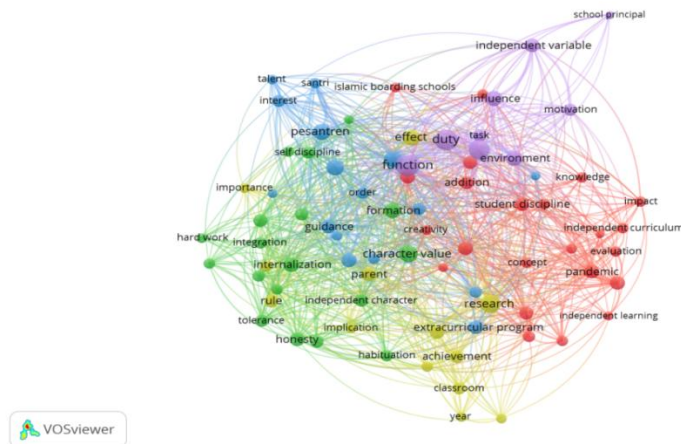 school principal
independent variable
talent
santri
islamic boarding schools
interest
influence
motivation
pesantren
effect
duty
task
self discipline
function
environment
importance
order
addition
knowledge
formation
student discipline
impact
guidance
creativity
independent curriculum
hard work
integration
character value
evaluation
internalization
parent
concept
pandemic
rule
independent character
research
tolerance
implication
extracurricular program
independent learning
honesty
habituation
achievement
classroom
year
VOSviewer